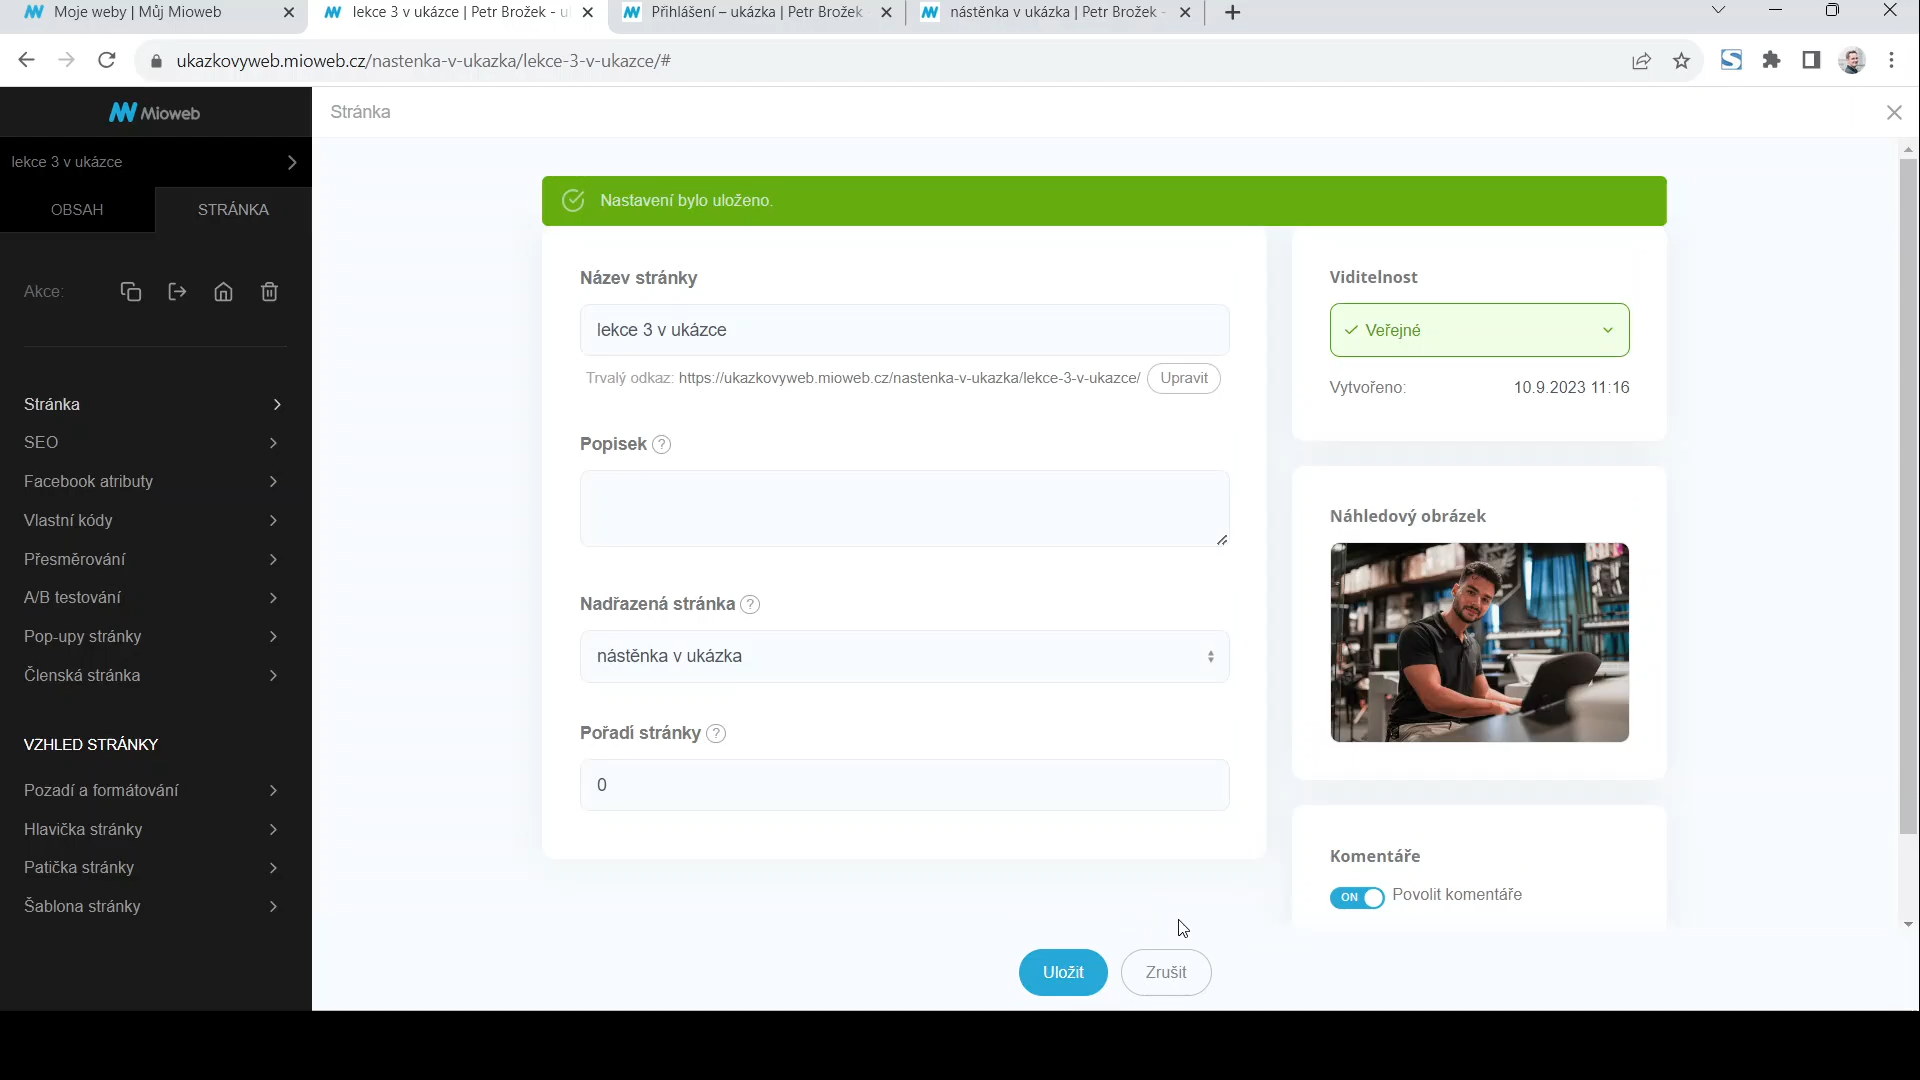 Moje weby | Můj Mioweb
lekce 3 v ukázce | Petr Brožek - u
Přihlášení – ukázka | Petr Brožek
nástěnka v ukázka | Petr Brožek -
ukazkovyweb.mioweb.cz/nastenka-v-ukazka/lekce-3-v-ukazce/#
Mioweb
Stránka
lekce 3 v ukázce
OBSAH
STRÁNKA
Akce:
Stránka
SEO
Facebook atributy
Vlastní kódy
Přesměrování
A/B testování
Pop-upy stránky
Členská stránka
VZHLED STRÁNKY
Pozadí a formátování
Hlavička stránky
Patička stránky
Šablona stránky
Nastavení bylo uloženo.
Název stránky
lekce 3 v ukázce
Trvalý odkaz: https://ukazkovyweb.mioweb.cz/nastenka-v-ukazka/lekce-3-v-ukazce/ Upravit
Popisek ?
Nadřazená stránka ?
nástěnka v ukázka
Pořadí stránky ?
0
Viditelnost
Veřejné
Vytvořeno: 10.9.2023 11:16
Náhledový obrázek
Komentáře
ON Povolit komentáře
Uložit
Zrušit